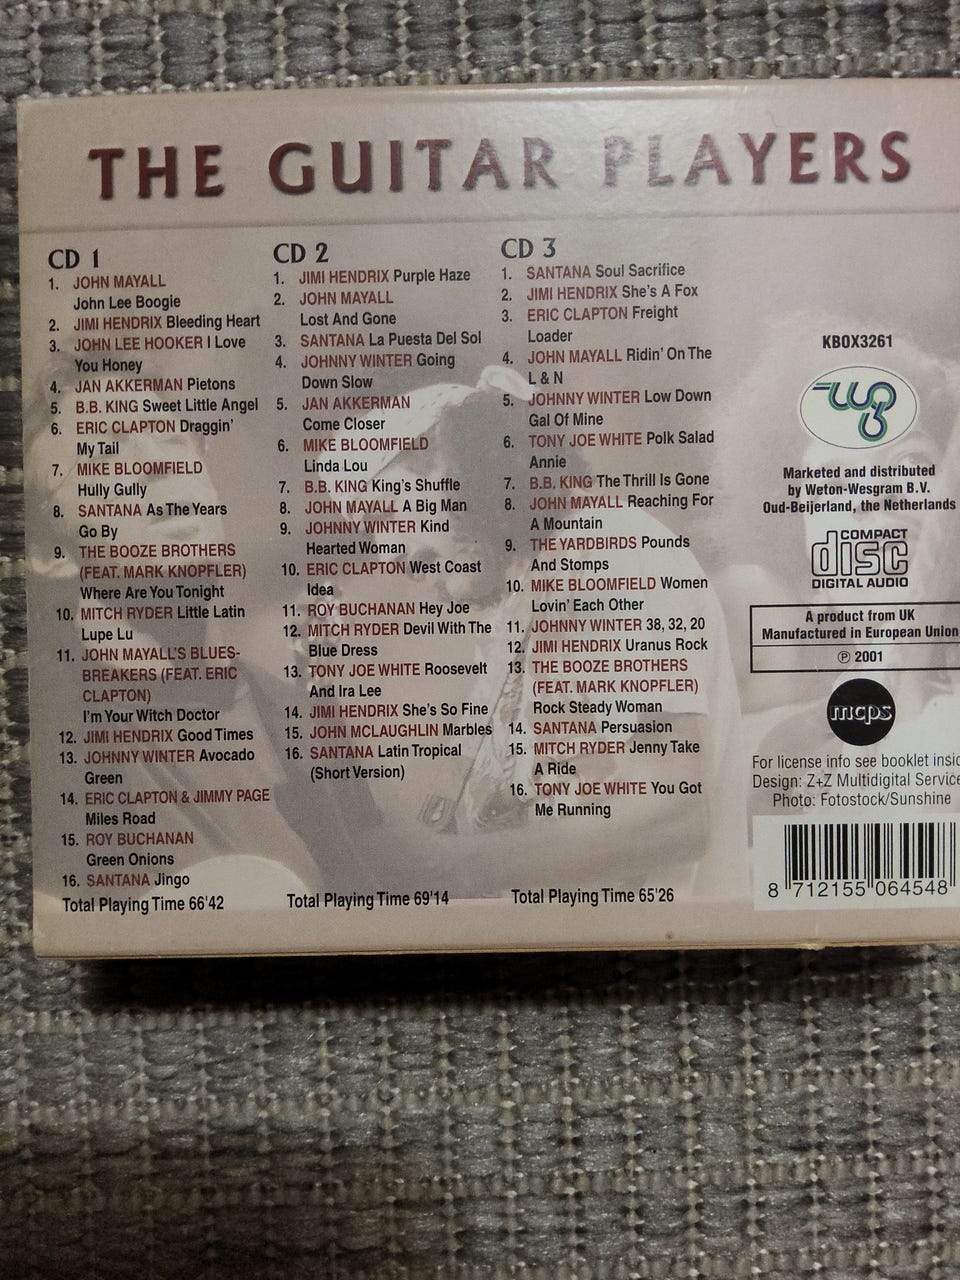 THE GUITAR PLAYERS
CD 1
1. JOHN MAYALL
John Lee Boogie
2. JIMI HENDRIX Bleeding Heart
3. JOHN LEE HOOKER I Love
You Honey
4. JAN AKKERMAN Pietons
5. B.B. KING Sweet Little Angel
6. ERIC CLAPTON Draggin'
My Tail
7. MIKE BLOOMFIELD
Hully Gully
8. SANTANA As The Years
Go By
9. THE BOOZE BROTHERS
(FEAT. MARK KNOPFLER)
Where Are You Tonight
10. MITCH RYDER Little Latin
Lupe Lu
11. JOHN MAYALL'S BLUES-
BREAKERS (FEAT. ERIC
CLAPTON)
I'm Your Witch Doctor
12. JIMI HENDRIX Good Times
13. JOHNNY WINTER Avocado
Green
14. ERIC CLAPTON & JIMMY PAGE
Miles Road
15. ROY BUCHANAN
Green Onions
16. SANTANA Jingo
Total Playing Time 66'42
CD 2
1. JIMI HENDRIX Purple Haze
2. JOHN MAYALL
Lost And Gone
3. SANTANA La Puesta Del Sol
4. JOHNNY WINTER Going
Down Slow
5. JAN AKKERMAN
Come Closer
6. MIKE BLOOMFIELD
Linda Lou
7. B.B. KING King's Shuffle
8. JOHN MAYALL A Big Man
9. JOHNNY WINTER Kind
Hearted Woman
10. ERIC CLAPTON West Coast
Idea
11. ROY BUCHANAN Hey Joe
12. MITCH RYDER Devil With The
Blue Dress
13. TONY JOE WHITE Roosevelt
And Ira Lee
14. JIMI HENDRIX She's So Fine
15. JOHN MCLAUGHLIN Marbles
16. SANTANA Latin Tropical
(Short Version)
Total Playing Time 69'14
CD 3
1. SANTANA Soul Sacrifice
2. JIMI HENDRIX She's A Fox
3. ERIC CLAPTON Freight
Loader
4. JOHN MAYALL Ridin' On The
L & N
5. JOHNNY WINTER Low Down
Gal Of Mine
6. TONY JOE WHITE Polk Salad
Annie
7. B.B. KING The Thrill Is Gone
8. JOHN MAYALL Reaching For
A Mountain
9. THE YARDBIRDS Pounds
And Stomps
10. MIKE BLOOMFIELD Women
Lovin' Each Other
11. JOHNNY WINTER 38, 32, 20
12. JIMI HENDRIX Uranus Rock
13. THE BOOZE BROTHERS
(FEAT. MARK KNOPFLER)
Rock Steady Woman
14. SANTANA Persuasion
15. MITCH RYDER Jenny Take
A Ride
16. TONY JOE WHITE You Got
Me Running
Total Playing Time 65'26
KBOX3261
Marketed and distributed
by Weton-Wesgram B.V.
Oud-Beijerland, the Netherlands
COMPACT
disc
DIGITAL AUDIO
A product from UK
Manufactured in European Union
℗ 2001
mcps
For license info see booklet
Design: Z+Z Multidigital
Photo: Fotostock/Sunshine
8 712155 064548